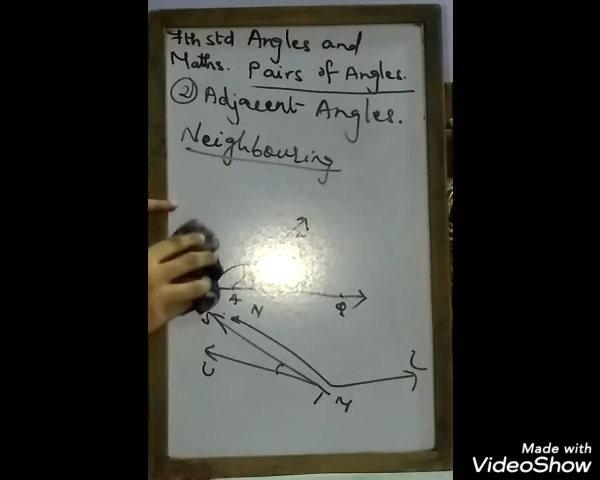 7th std Angles and
Maths. Pairs of Angles.
② Adjacent Angles.
Neighbouring
A
N
U
M
L
Made with
VideoShow